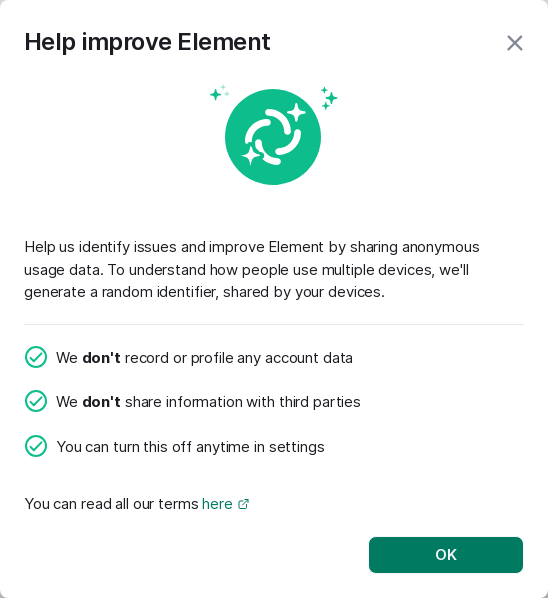 Help improve Element
Help us identify issues and improve Element by sharing anonymous
usage data. To understand how people use multiple devices, we'll
generate a random identifier, shared by your devices.
We don't record or profile any account data
We don't share information with third parties
You can turn this off anytime in settings
You can read all our terms here
OK